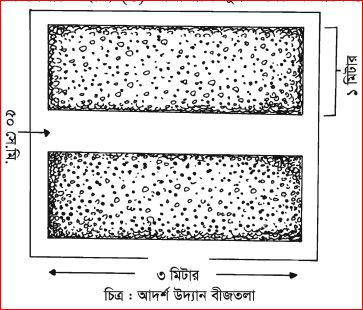 ১ মিটার
৫০ সে.মি.
৩ মিটার
চিত্র : আদর্শ উদ্যান বীজতলা